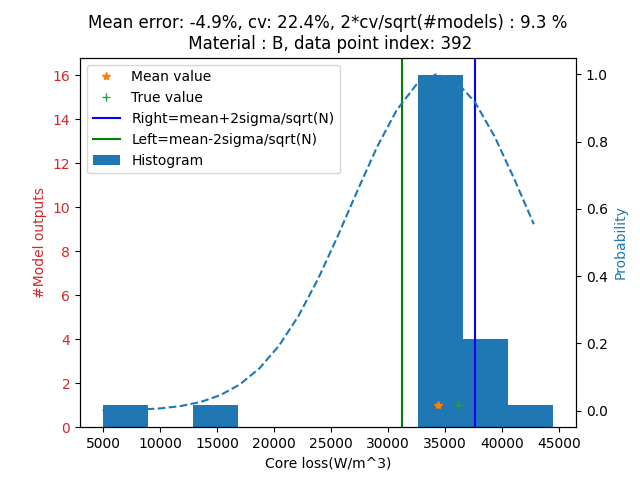 Mean error: -4.9%, cv: 22.4%, 2*cv/sqrt(#models) : 9.3 %
Material : B, data point index: 392
Mean value
True value
Right=mean+2sigma/sqrt(N)
Left=mean-2sigma/sqrt(N)
Histogram
16
14
12
10
8
6
4
2
0
#Model outputs
1.0
0.8
0.6
0.4
0.2
0.0
Probability
5000 10000 15000 20000 25000 30000 35000 40000 45000
Core loss(W/m^3)